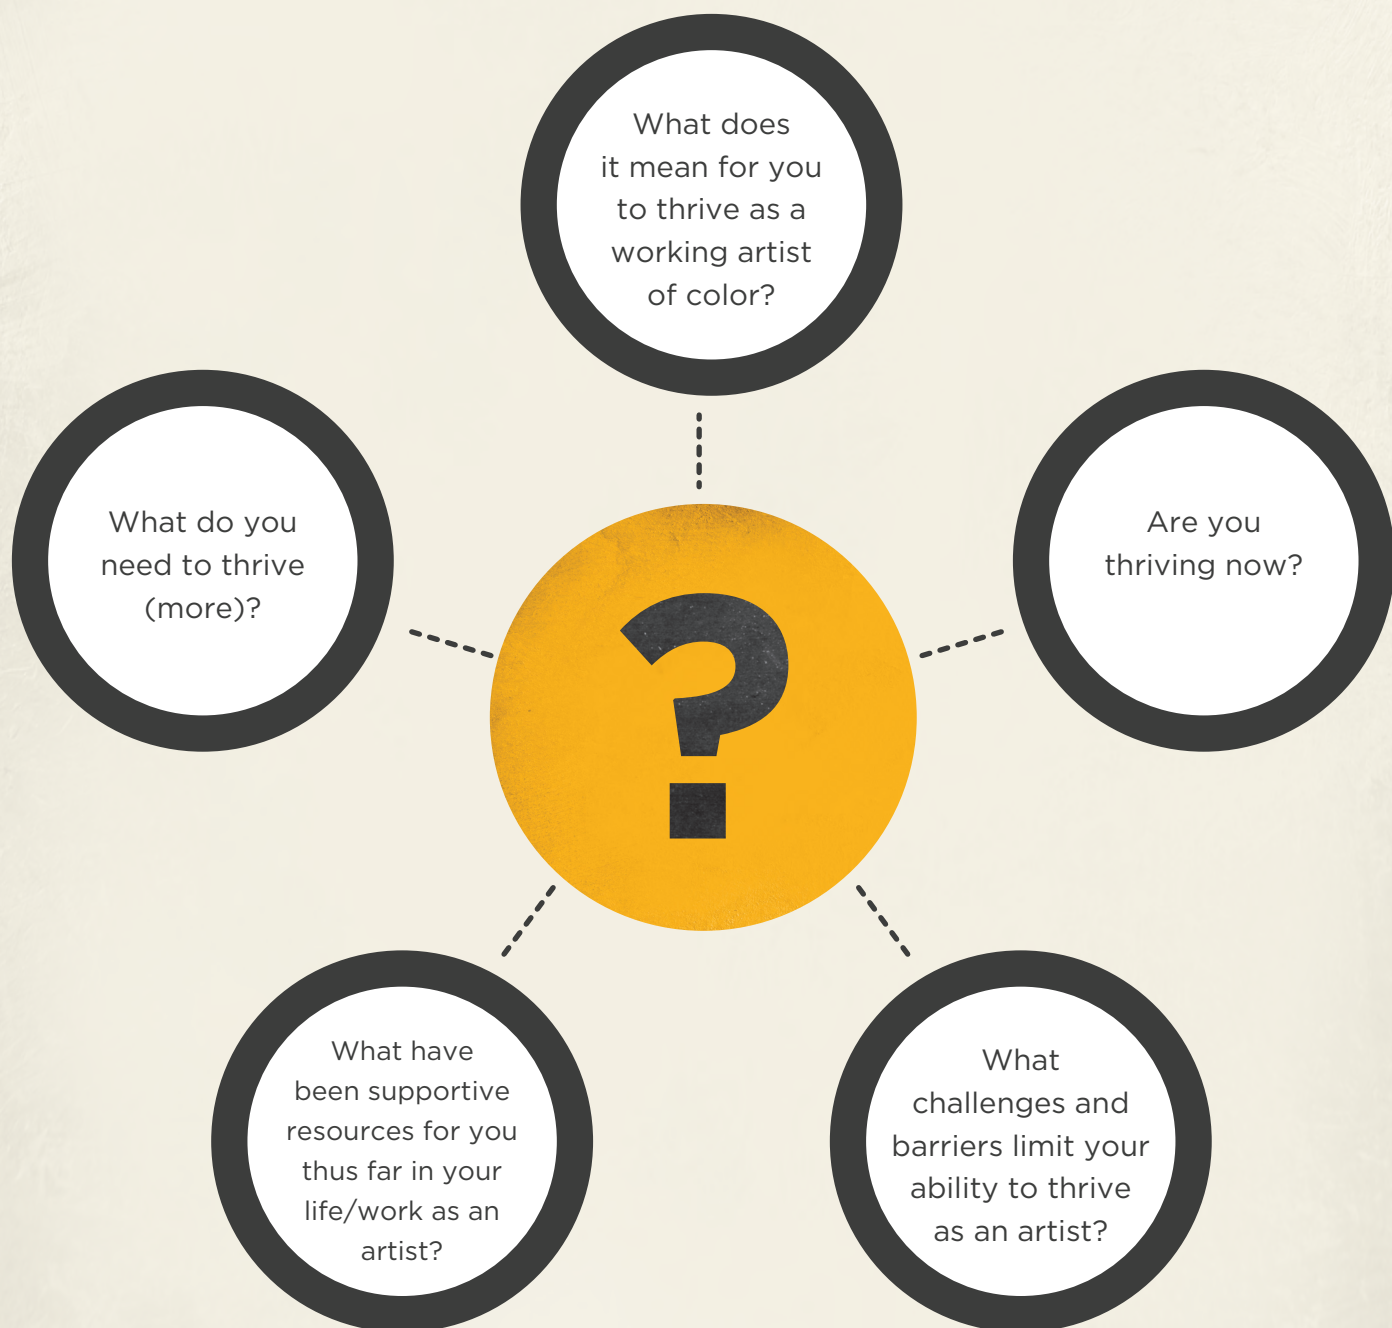 What does
it mean for you
to thrive as a
working artist
of color?
Are you
thriving now?
What
challenges and
barriers limit your
ability to thrive
as an artist?
What have
been supportive
resources for you
thus far in your
life/work as an
artist?
What do you
need to thrive
(more)?
?